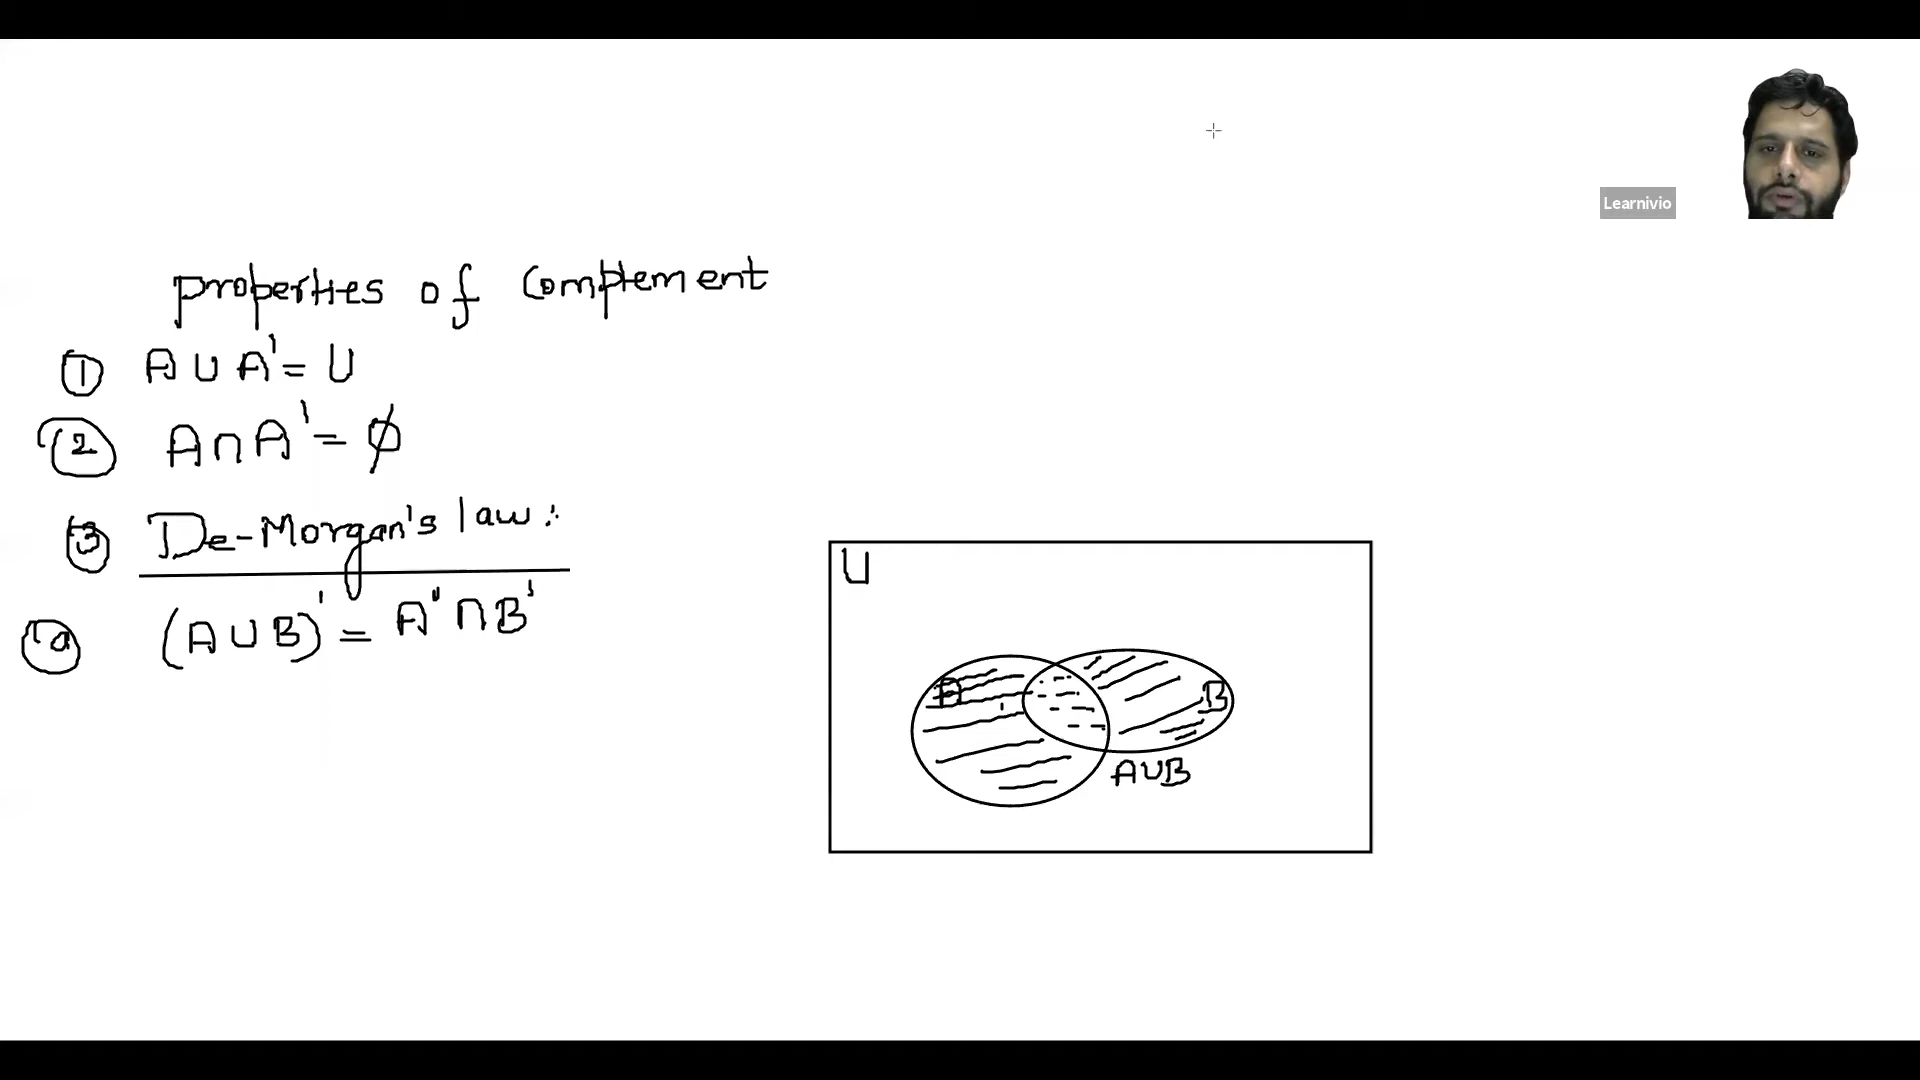 Learnivio
properties of complement
① A ∪ A' = U
② A ∩ A' = ϕ
③ De-Morgan's law :
ⓐ (A ∪ B)' = A' ∩ B'
U
A
B
A∪B